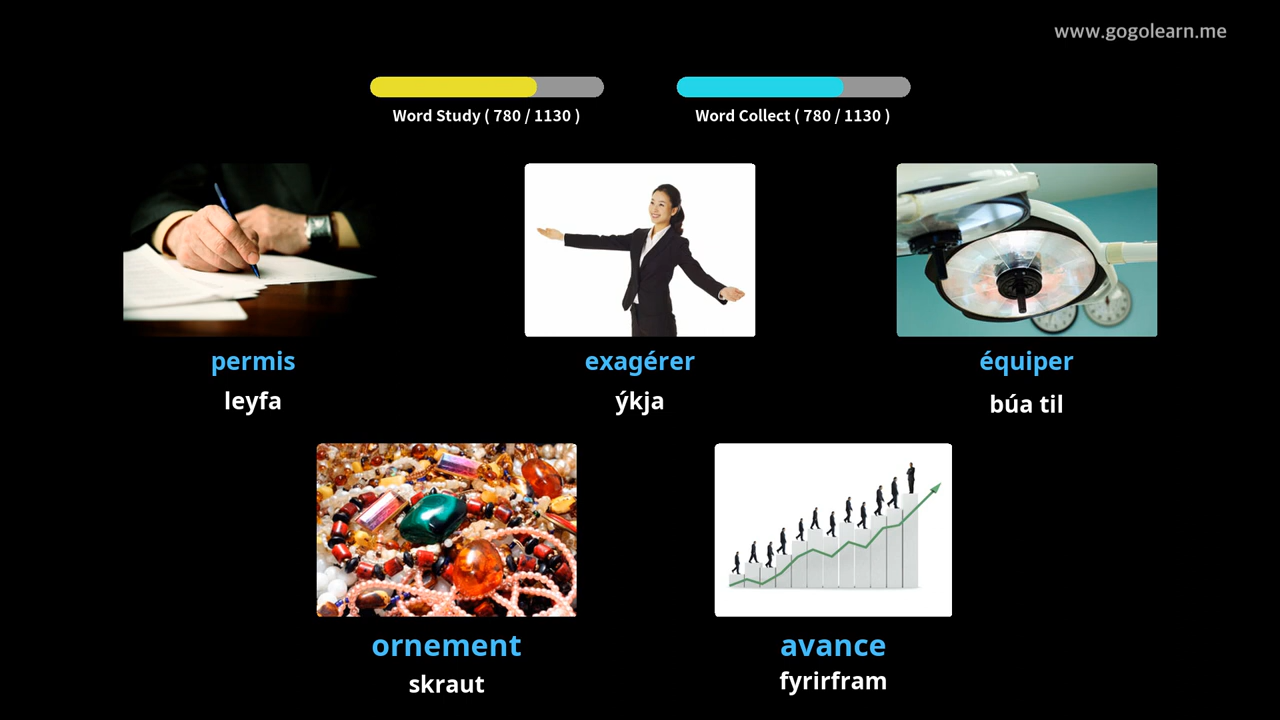 www.gogolearn.me
Word Study ( 780 / 1130 )
Word Collect ( 780 / 1130 )
permis
leyfa
exagérer
ýkja
équiper
búa til
ornement
skraut
avance
fyrirfram